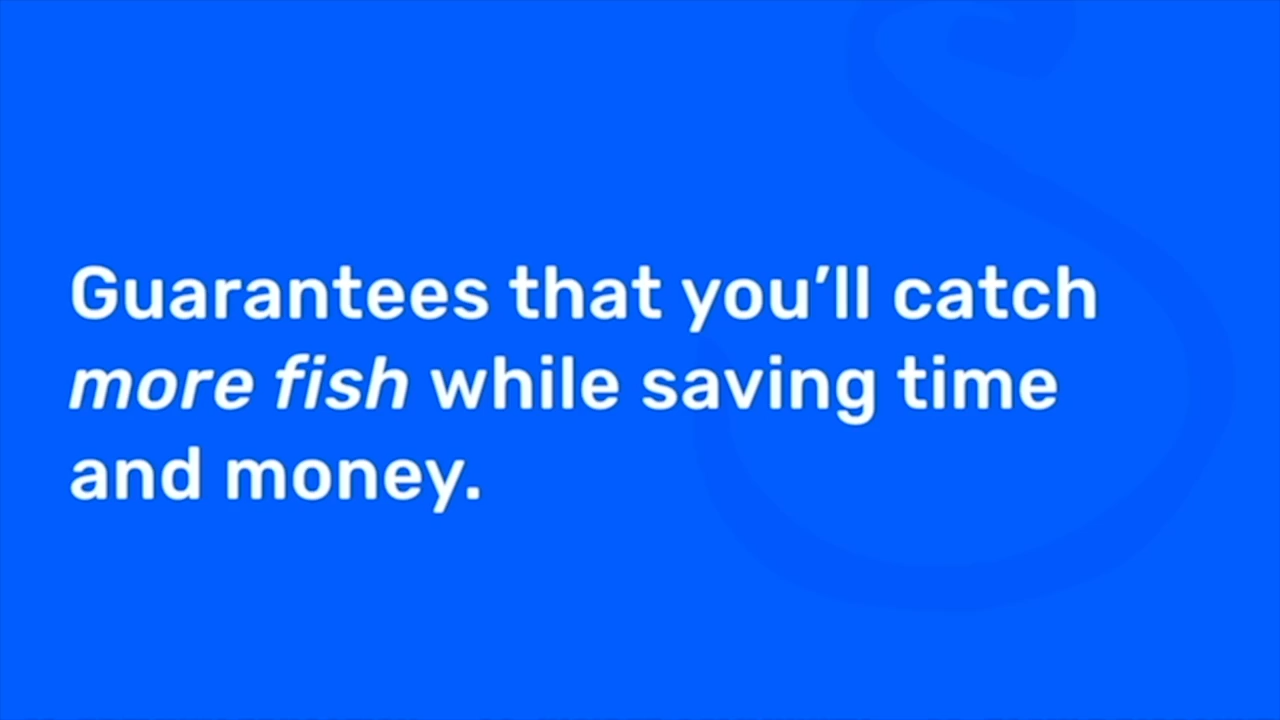 Guarantees that you’ll catch
more fish while saving time
and money.